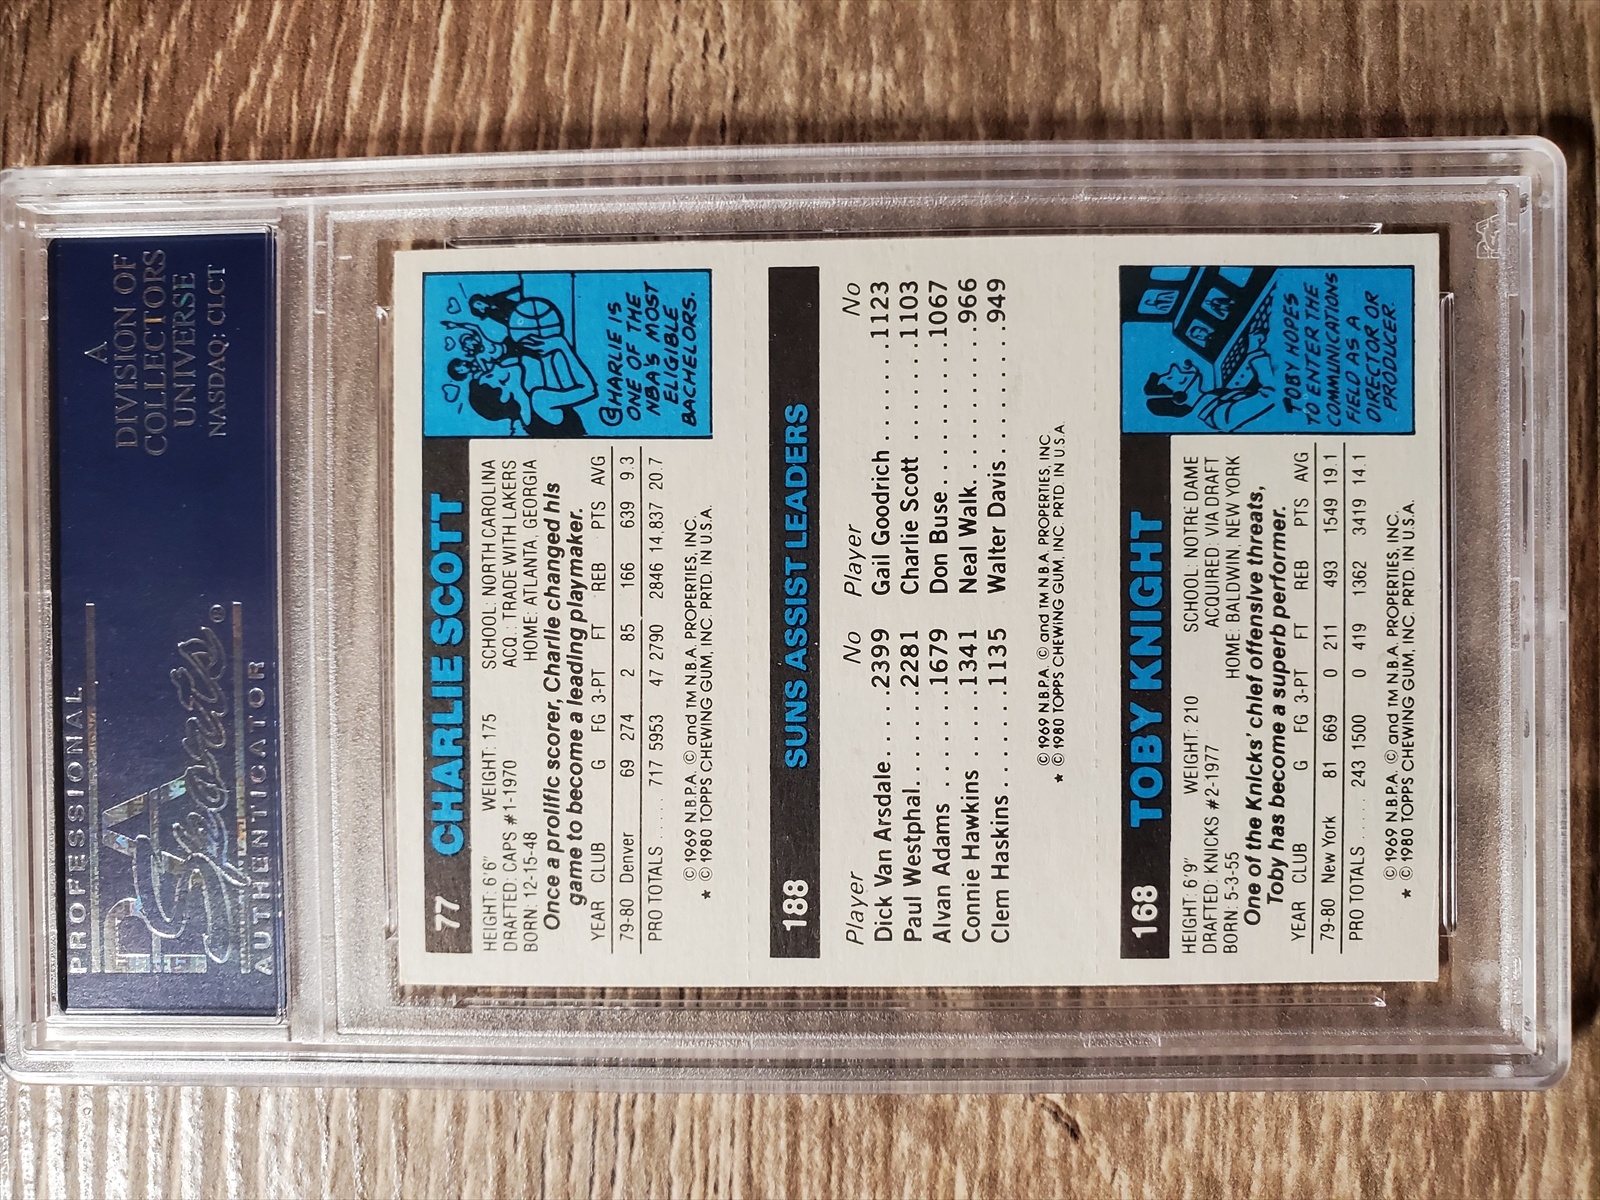 PROFESSIONAL
PSA
Sports®
AUTHENTICATOR
A
DIVISION OF
COLLECTORS
UNIVERSE
NASDAQ: CLCT
77 CHARLIE SCOTT
HEIGHT: 6'6" WEIGHT: 175 SCHOOL: NORTH CAROLINA
DRAFTED: CAPS #1-1970 ACQ.: TRADE WITH LAKERS
BORN: 12-15-48 HOME: ATLANTA, GEORGIA
Once a prolific scorer, Charlie changed his
game to become a leading playmaker.
YEAR CLUB G FG 3-PT FT REB PTS AVG
79-80 Denver 69 274 2 85 166 639 9.3
PRO TOTALS ..... 717 5953 47 2790 2846 14,837 20.7
© 1969 N.B.P.A. © and TM N.B.A. PROPERTIES, INC.
★ © 1980 TOPPS CHEWING GUM, INC. PRTD. IN U.S.A.
CHARLIE IS
ONE OF THE
NBA'S MOST
ELIGIBLE
BACHELORS.
188 SUNS ASSIST LEADERS
Player No Player No
Dick Van Arsdale.....2399 Gail Goodrich.......1123
Paul Westphal.....2281 Charlie Scott.......1103
Alvan Adams.....1679 Don Buse.......1067
Connie Hawkins.....1341 Neal Walk.......966
Clem Haskins.....1135 Walter Davis.......949
© 1969 N.B.P.A. © and TM N.B.A. PROPERTIES, INC.
★ © 1980 TOPPS CHEWING GUM, INC. PRTD. IN U.S.A
168 TOBY KNIGHT
HEIGHT: 6'9" WEIGHT: 210 SCHOOL: NOTRE DAME
DRAFTED: KNICKS #2-1977 ACQUIRED: VIA DRAFT
BORN: 5-3-55 HOME: BALDWIN, NEW YORK
One of the Knicks' chief offensive threats,
Toby has become a superb performer.
YEAR CLUB G FG 3-PT FT REB PTS AVG
79-80 New York 81 669 0 211 493 1549 19.1
PRO TOTALS ..... 243 1500 0 419 1362 3419 14.1
© 1969 N.B.P.A. © and TM N.B.A. PROPERTIES, INC.
★ © 1980 TOPPS CHEWING GUM, INC. PRTD. IN U.S.A.
TOBY HOPES
TO ENTER THE
COMMUNICATIONS
FIELD AS A
DIRECTOR OR
PRODUCER.
PSA